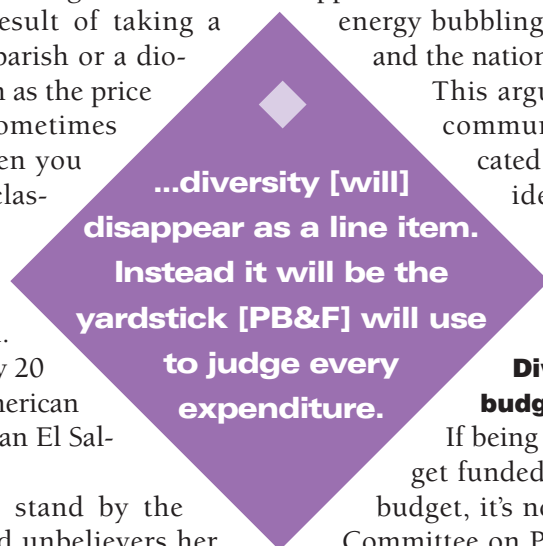 esult of taking a
parish or a dio-
as the price
ometimes
en you
clas-
y 20
merican
an El Sal-
stand by the
d unbelievers her
...diversity [will]
disappear as a line item.
Instead it will be the
yardstick [PB&F] will use
to judge every
expenditure.
energy bubbling
and the nation
This argu
commun
cated
ide
Div
budg
If being
get funded
budget, it's no
Committee on P